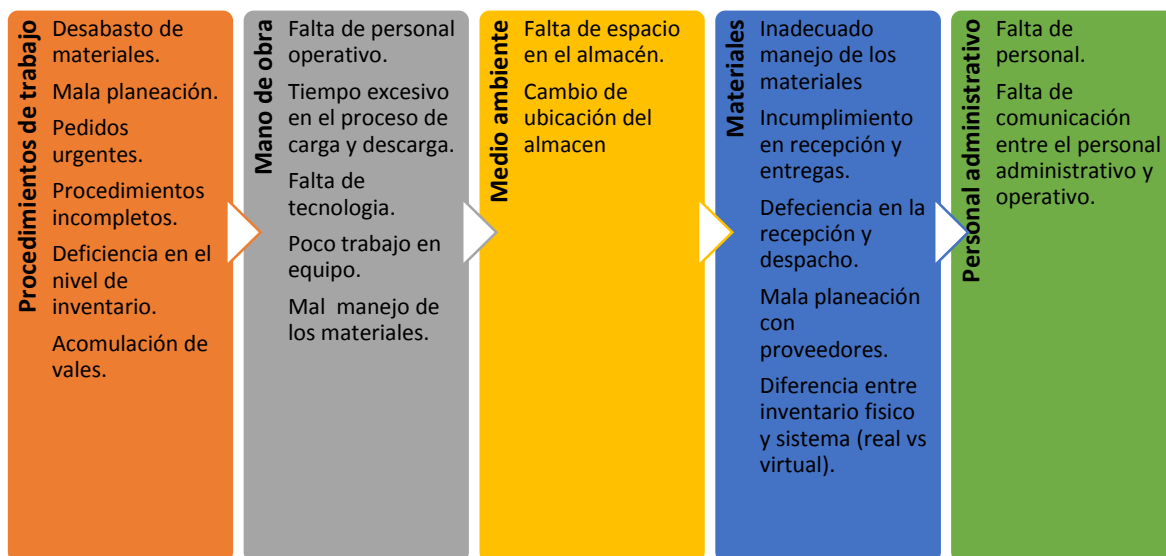 Procedimientos de trabajo
Desabasto de
materiales.
Mala planeación.
Pedidos
urgentes.
Procedimientos
incompletos.
Deficiencia en el
nivel de
inventario.
Acomulación de
vales.
Mano de obra
Falta de personal
operativo.
Tiempo excesivo
en el proceso de
carga y descarga.
Falta de
tecnologia.
Poco trabajo en
equipo.
Mal manejo de
los materiales.
Medio ambiente
Falta de espacio
en el almacén.
Cambio de
ubicación del
almacen
Materiales
Inadecuado
manejo de los
materiales
Incumplimiento
en recepción y
entregas.
Defeciencia en la
recepción y
despacho.
Mala planeación
con
proveedores.
Diferencia entre
inventario fisico
y sistema (real vs
virtual).
Personal administrativo
Falta de
personal.
Falta de
comunicación
entre el personal
administrativo y
operativo.